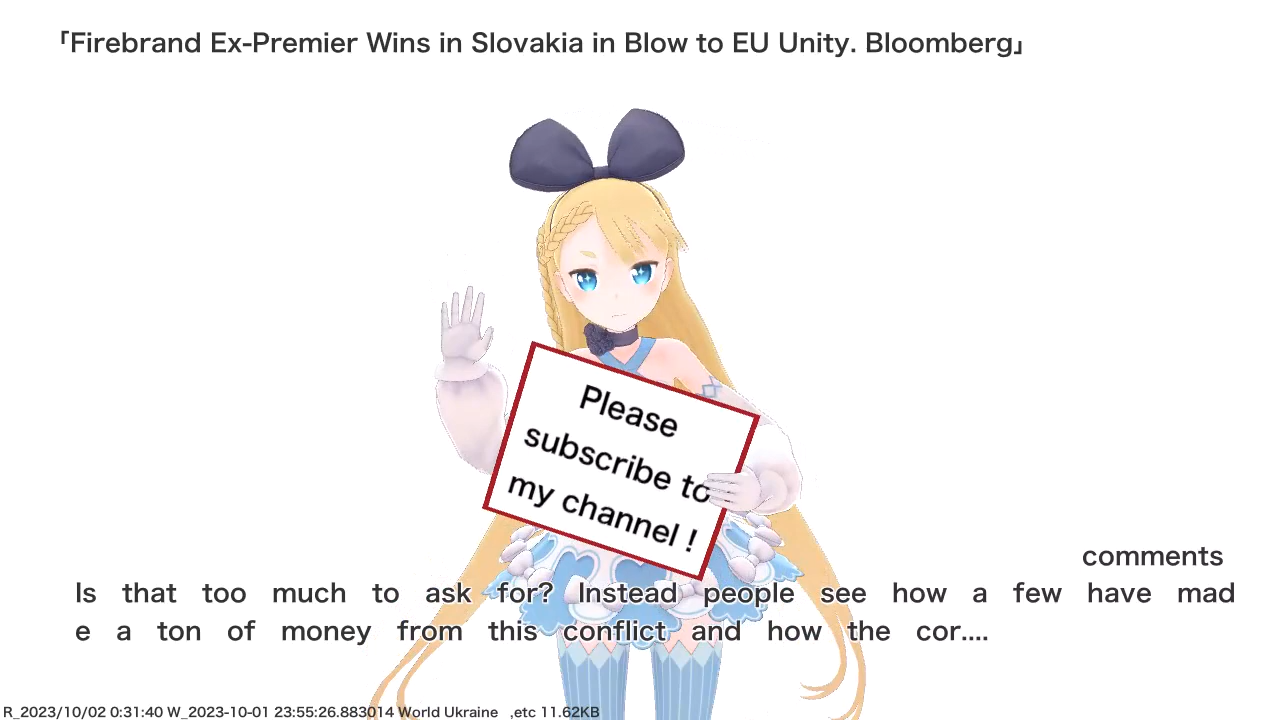 「Firebrand Ex-Premier Wins in Slovakia in Blow to EU Unity. Bloomberg」
Please
subscribe to
my channel !
comments
Is that too much to ask for? Instead people see how a few have mad
e a ton of money from this conflict and how the cor....
R_2023/10/02 0:31:40 W_2023-10-01 23:55:26.883014 World Ukraine ,etc 11.62KB